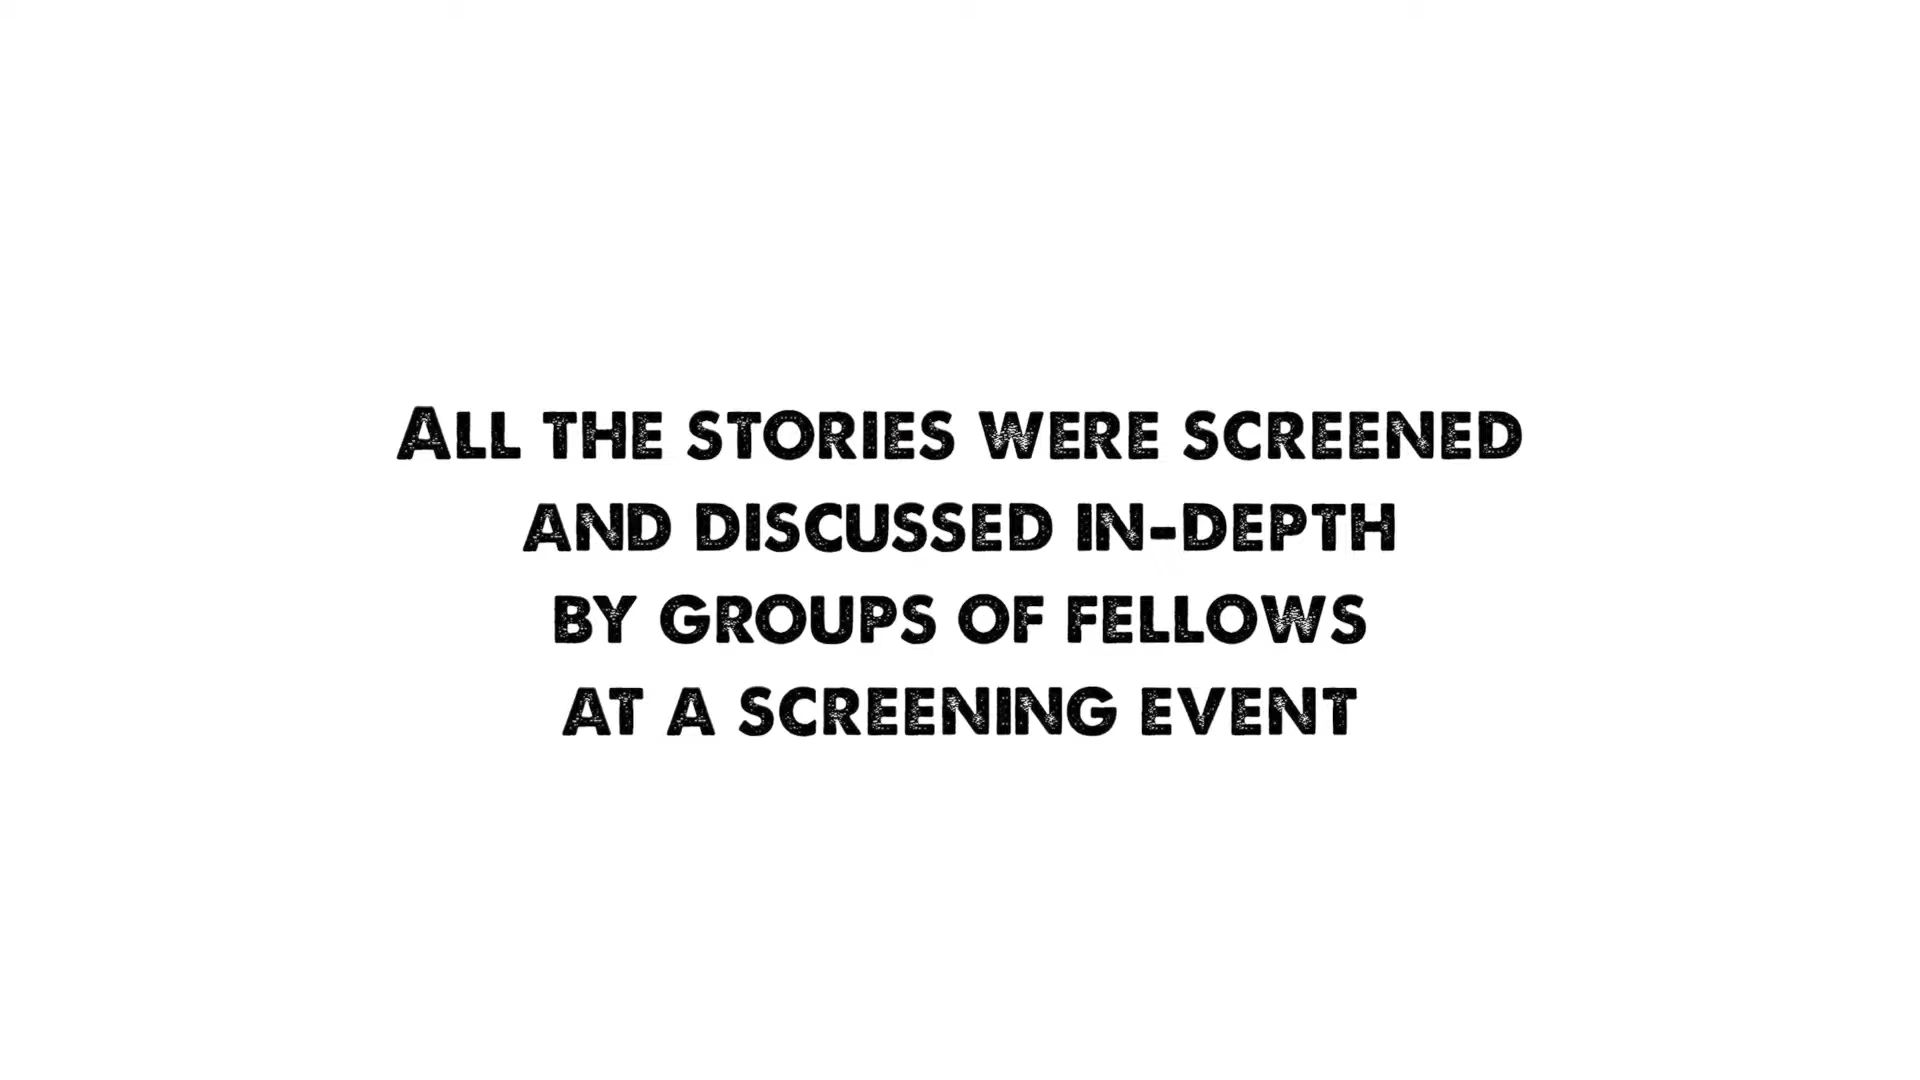 All the stories were screened
and discussed in-depth
by groups of fellows
at a screening event